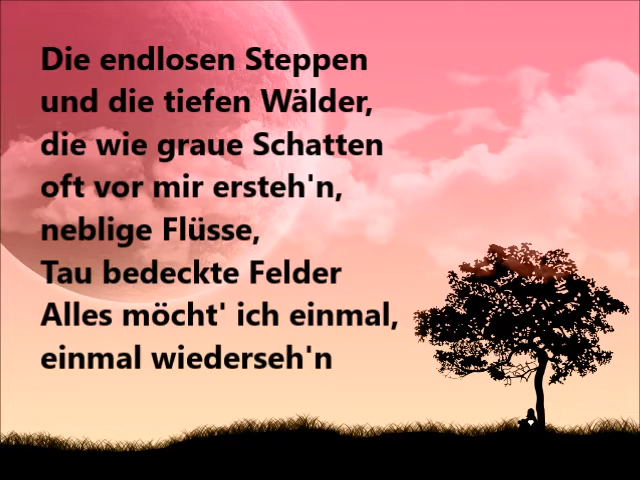 Die endlosen Steppen
und die tiefen Wälder,
die wie graue Schatten
oft vor mir ersteh'n,
neblige Flüsse,
Tau bedeckte Felder
Alles möcht' ich einmal,
einmal wiederseh'n